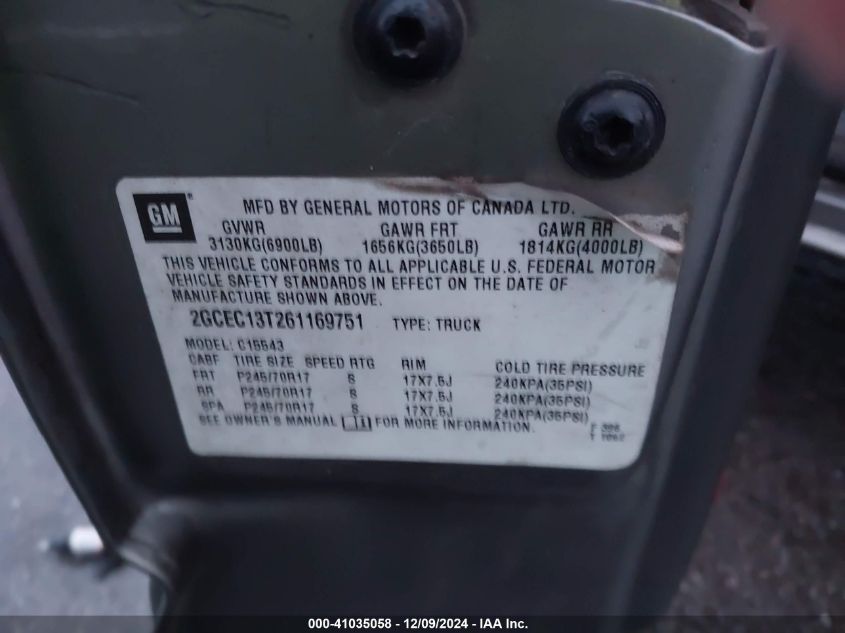 GM
MFD BY GENERAL MOTORS OF CANADA LTD.
GVWR GAWR FRT GAWR RR
3130KG(6900LB) 1656KG(3650LB) 1814KG(4000LB)
THIS VEHICLE CONFORMS TO ALL APPLICABLE U.S. FEDERAL MOTOR
VEHICLE SAFETY STANDARDS IN EFFECT ON THE DATE OF
MANUFACTURE SHOWN ABOVE.
2GCEC13T261169751 TYPE: TRUCK
MODEL: C15543
TIRE SIZE SPEED RTG RIM COLD TIRE PRESSURE
FRT P245/70R17 S 17X7.5J 240KPA(35PSI)
RR P245/70R17 S 17X7.5J 240KPA(35PSI)
SPA P245/70R17 S 17X7.5J 240KPA(35PSI)
SEE OWNER'S MANUAL FOR MORE INFORMATION.
000-41035058 - 12/09/2024 - IAA Inc.